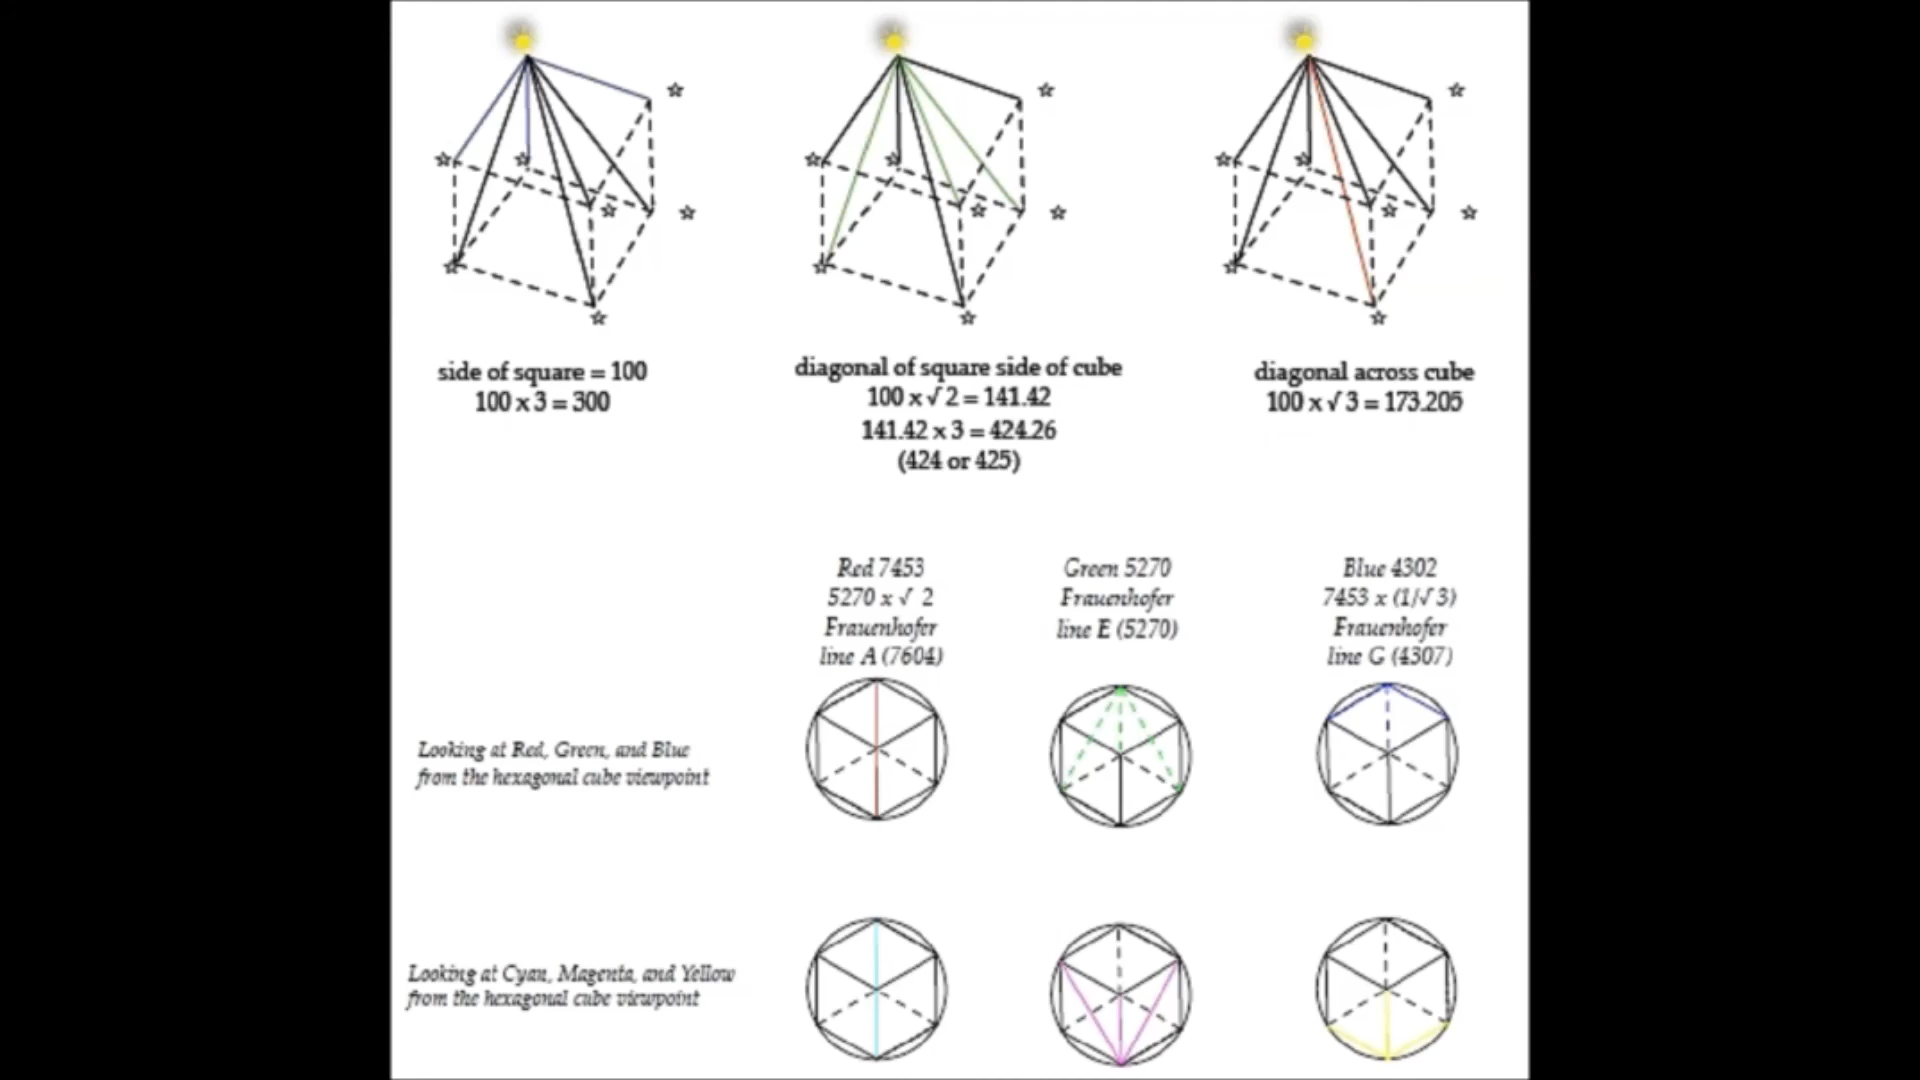 side of square = 100
100 x 3 = 300
diagonal of square side of cube
100 x √ 2 = 141.42
141.42 x 3 = 424.26
(424 or 425)
diagonal across cube
100 x √ 3 = 173.205
Red 7453
5270 x √ 2
Frauenhofer
line A (7604)
Green 5270
Frauenhofer
line E (5270)
Blue 4302
7453 x (1/√ 3)
Frauenhofer
line G (4307)
Looking at Red, Green, and Blue
from the hexagonal cube viewpoint
Looking at Cyan, Magenta, and Yellow
from the hexagonal cube viewpoint